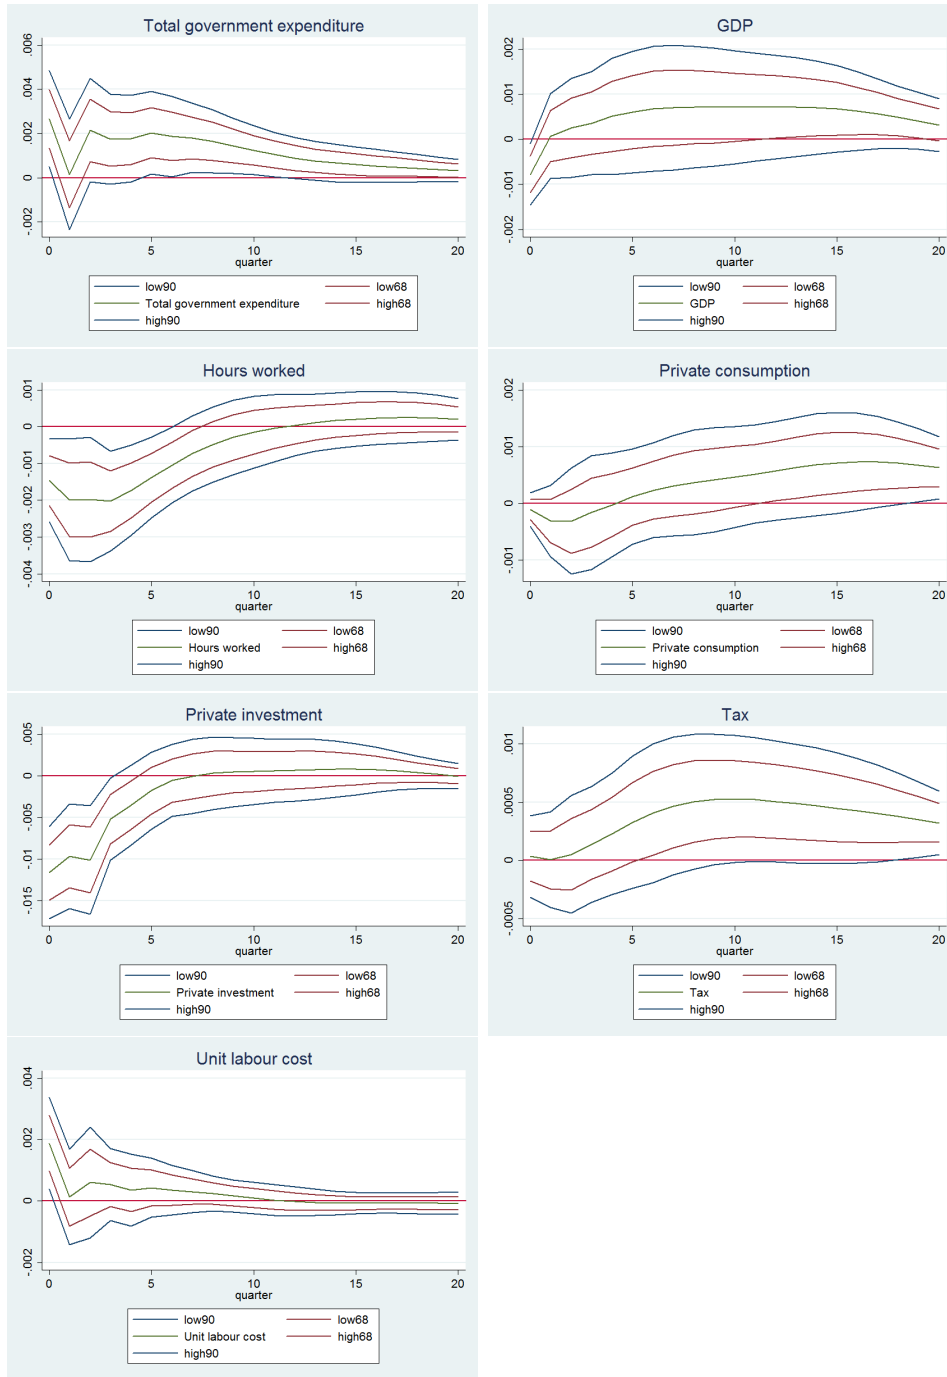 Total government expenditure
.006
.004
.002
0
-.002
0 5 10 15 20
quarter
low90 low68
Total government expenditure high68
high90
GDP
.002
.001
0
-.001
-.002
0 5 10 15 20
quarter
low90 low68
GDP high68
high90
Hours worked
.001
0
-.001
-.002
-.003
-.004
0 5 10 15 20
quarter
low90 low68
Hours worked high68
high90
Private consumption
.002
.001
0
-.001
0 5 10 15 20
quarter
low90 low68
Private consumption high68
high90
Private investment
.005
0
-.005
-.01
-.015
0 5 10 15 20
quarter
low90 low68
Private investment high68
high90
Tax
.001
.0005
0
-.0005
0 5 10 15 20
quarter
low90 low68
Tax high68
high90
Unit labour cost
.004
.002
0
-.002
0 5 10 15 20
quarter
low90 low68
Unit labour cost high68
high90